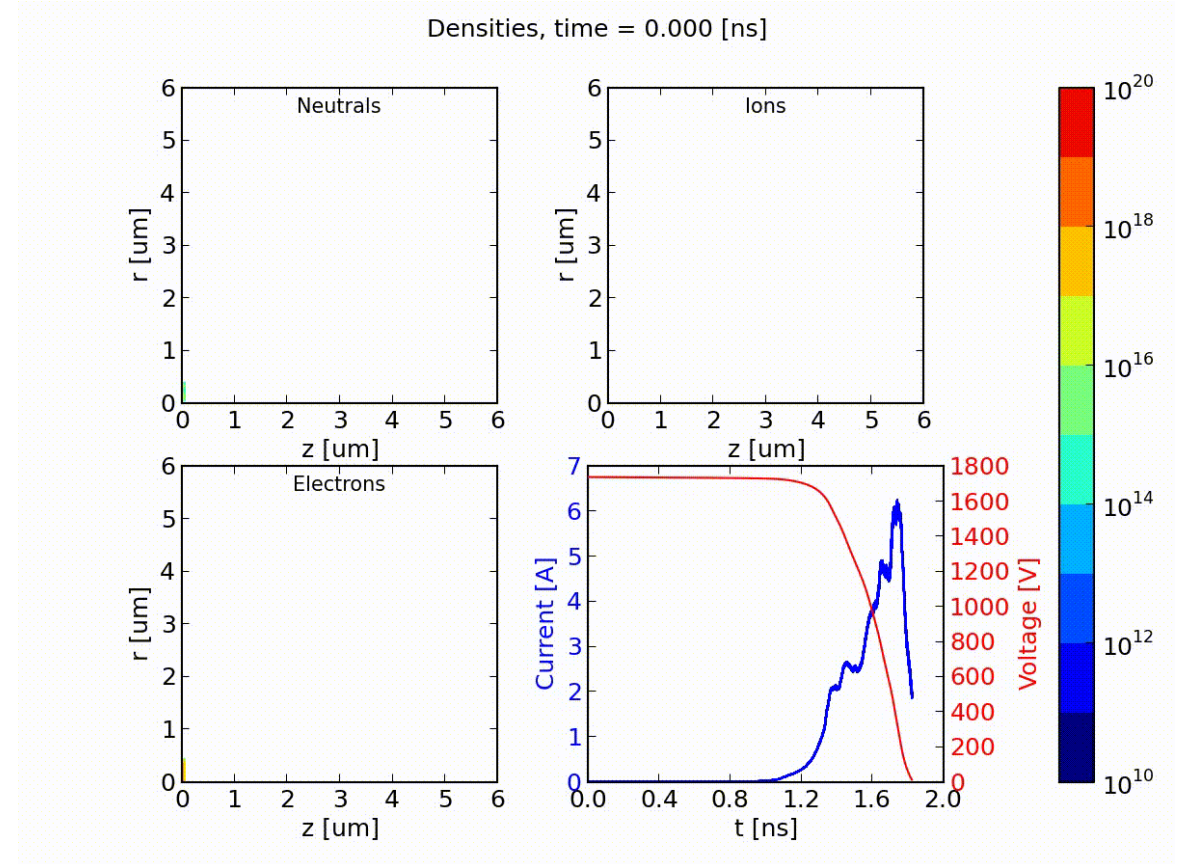 Densities, time = 0.000 [ns]
Neutrals
6
5
4
3
2
1
0
r [um]
0 1 2 3 4 5 6
z [um]
Ions
6
5
4
3
2
1
0
r [um]
0 1 2 3 4 5 6
z [um]
Electrons
6
5
4
3
2
1
0
r [um]
0 1 2 3 4 5 6
z [um]
7
6
5
4
3
2
1
0
Current [A]
1800
1600
1400
1200
1000
800
600
400
200
0
Voltage [V]
0.0 0.4 0.8 1.2 1.6 2.0
t [ns]
10^20
10^18
10^16
10^14
10^12
10^10